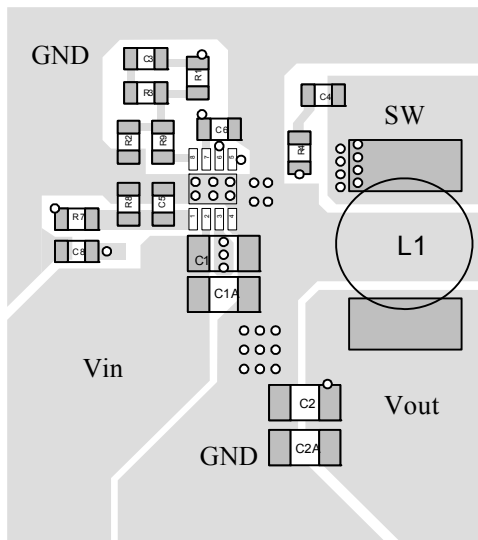 GND
C3
R1
R3
C4
SW
C6
R2
R9
R4
8
7
6
5
R8
C5
R7
1
2
3
4
C8
C1
L1
C1A
Vin
C2
Vout
GND
C2A